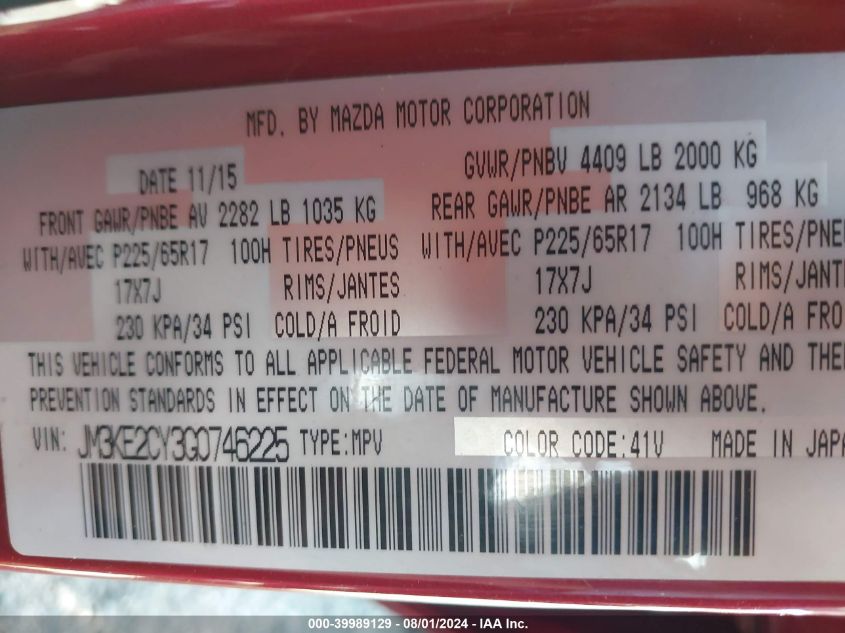 MFD. BY MAZDA MOTOR CORPORATION
DATE 11/15 GVWR/PNBV 4409 LB 2000 KG
FRONT GAWR/PNBE AV 2282 LB 1035 KG REAR GAWR/PNBE AR 2134 LB 968 KG
WITH/AVEC P225/65R17 100H TIRES/PNEUS WITH/AVEC P225/65R17 100H TIRES/PNE
17X7J RIMS/JANTES 17X7J RIMS/JANTES
230 KPA/34 PSI COLD/A FROID 230 KPA/34 PSI COLD/A FRO
THIS VEHICLE CONFORMS TO ALL APPLICABLE FEDERAL MOTOR VEHICLE SAFETY AND THE
PREVENTION STANDARDS IN EFFECT ON THE DATE OF MANUFACTURE SHOWN ABOVE.
VIN: JM3KE2CY3G0746225 TYPE:MPV COLOR CODE:41V MADE IN JAPA
000-39989129 - 08/01/2024 - IAA Inc.